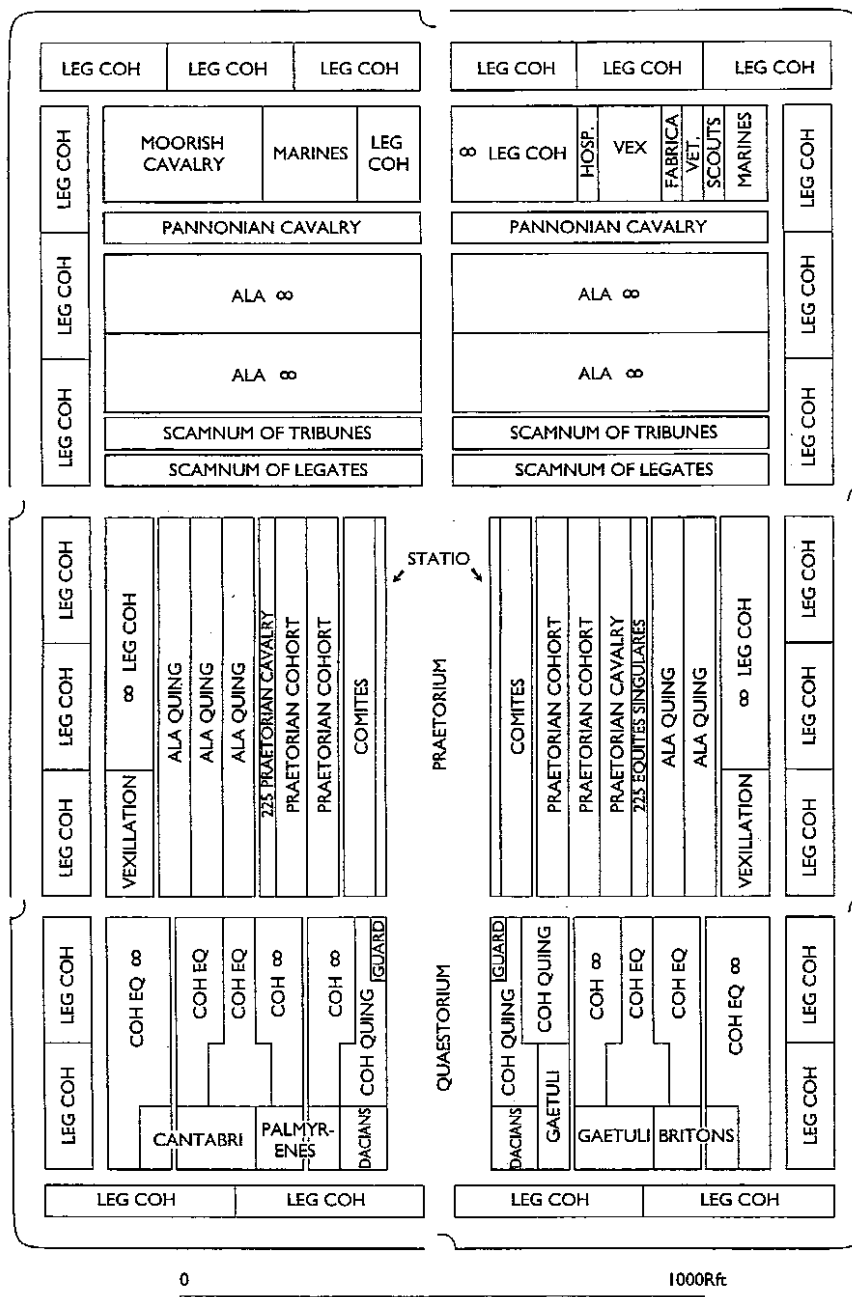 LEG COH LEG COH LEG COH LEG COH LEG COH LEG COH
LEG COH
MOORISH
CAVALRY
MARINES
LEG
COH
∞ LEG COH
HOSP.
VEX
FABRICA
VET.
SCOUTS
MARINES
LEG COH
PANNONIAN CAVALRY PANNONIAN CAVALRY
LEG COH
ALA ∞ ALA ∞
LEG COH
ALA ∞ ALA ∞
LEG COH
SCAMNUM OF TRIBUNES SCAMNUM OF TRIBUNES
SCAMNUM OF LEGATES SCAMNUM OF LEGATES
LEG COH
LEG COH
LEG COH
LEG COH
∞ LEG COH
VEXILLATION
ALA QUING
ALA QUING
ALA QUING
225 PRAETORIAN CAVALRY
PRAETORIAN COHORT
PRAETORIAN COHORT
COMITES
STATIO
PRAETORIUM
COMITES
PRAETORIAN COHORT
PRAETORIAN COHORT
PRAETORIAN CAVALRY
225 EQUITES SINGULARES
ALA QUING
ALA QUING
∞ LEG COH
VEXILLATION
LEG COH
LEG COH
LEG COH
LEG COH
LEG COH
COH EQ ∞
COH EQ
COH EQ
COH ∞
COH ∞
COH QUING
GUARD
CANTABRI
PALMYR-
ENES
DACIANS
QUAESTORIUM
GUARD
COH QUING
COH QUING
COH ∞
COH EQ
COH EQ
COH EQ ∞
DACIANS
GAETULI
GAETULI
BRITONS
LEG COH
LEG COH
LEG COH LEG COH LEG COH LEG COH
0 1000Rft